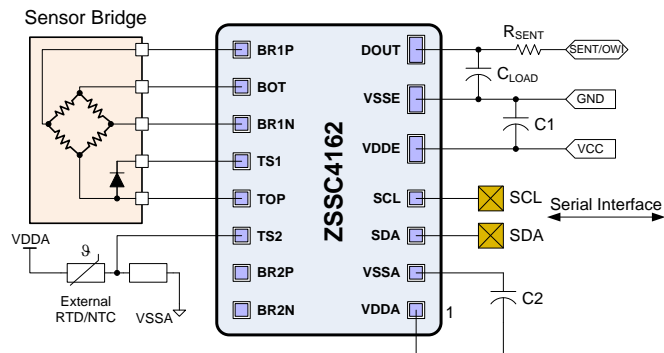 Sensor Bridge
BR1P
BOT
BR1N
TS1
TOP
TS2
BR2P
BR2N
ZSSC4162
DOUT
VSSE
VDDE
SCL
SDA
VSSA
VDDA
1
RSENT
CLOAD
C1
C2
SENT/OWI
GND
VCC
SCL
SDA
Serial Interface
VDDA
ϑ
External
RTD/NTC
VSSA